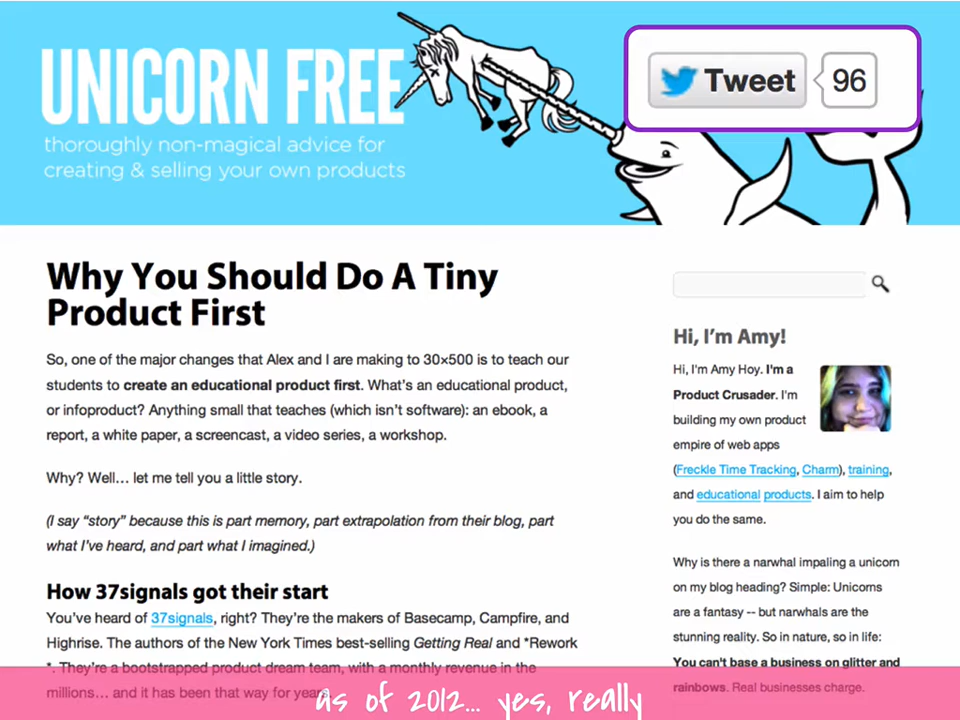 UNICORN FREE
thoroughly non-magical advice for
creating & selling your own products
Tweet
96
Why You Should Do A Tiny
Product First
So, one of the major changes that Alex and I are making to 30×500 is to teach our
students to create an educational product first. What's an educational product,
or infoproduct? Anything small that teaches (which isn't software): an ebook, a
report, a white paper, a screencast, a video series, a workshop.
Why? Well… let me tell you a little story.
(I say “story” because this is part memory, part extrapolation from their blog, part
what I've heard, and part what I imagined.)
How 37signals got their start
You've heard of 37signals, right? They're the makers of Basecamp, Campfire, and
Highrise. The authors of the New York Times best-selling Getting Real and *Rework
*. They're a bootstrapped product dream team, with a monthly revenue in the
millions… and it has been that way for years.
Hi, I'm Amy!
Hi, I'm Amy Hoy. I'm a
Product Crusader. I'm
building my own product
empire of web apps
(Freckle Time Tracking, Charm), training,
and educational products. I aim to help
you do the same.
Why is there a narwhal impaling a unicorn
on my blog heading? Simple: Unicorns
are a fantasy -- but narwhals are the
stunning reality. So in nature, so in life:
You can't base a business on glitter and
rainbows. Real businesses charge.
as of 2012... yes, really